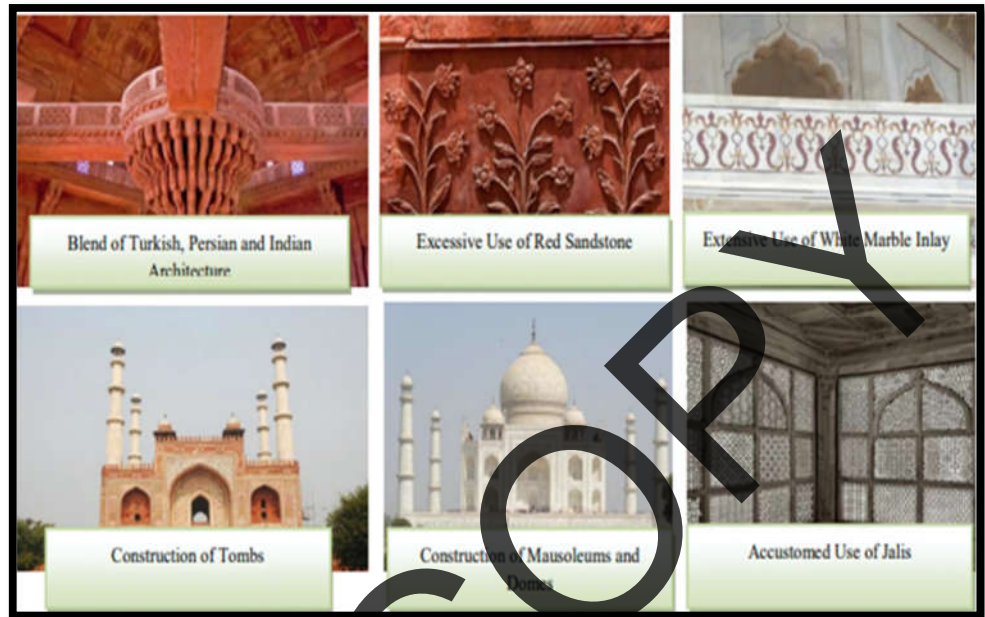 Blend of Turkish, Persian and Indian
Architecture
Excessive Use of Red Sandstone
Extensive Use of White Marble Inlay
Construction of Tombs
Construction of Mausoleums and
Domes
Accustomed Use of Jalis
COPY